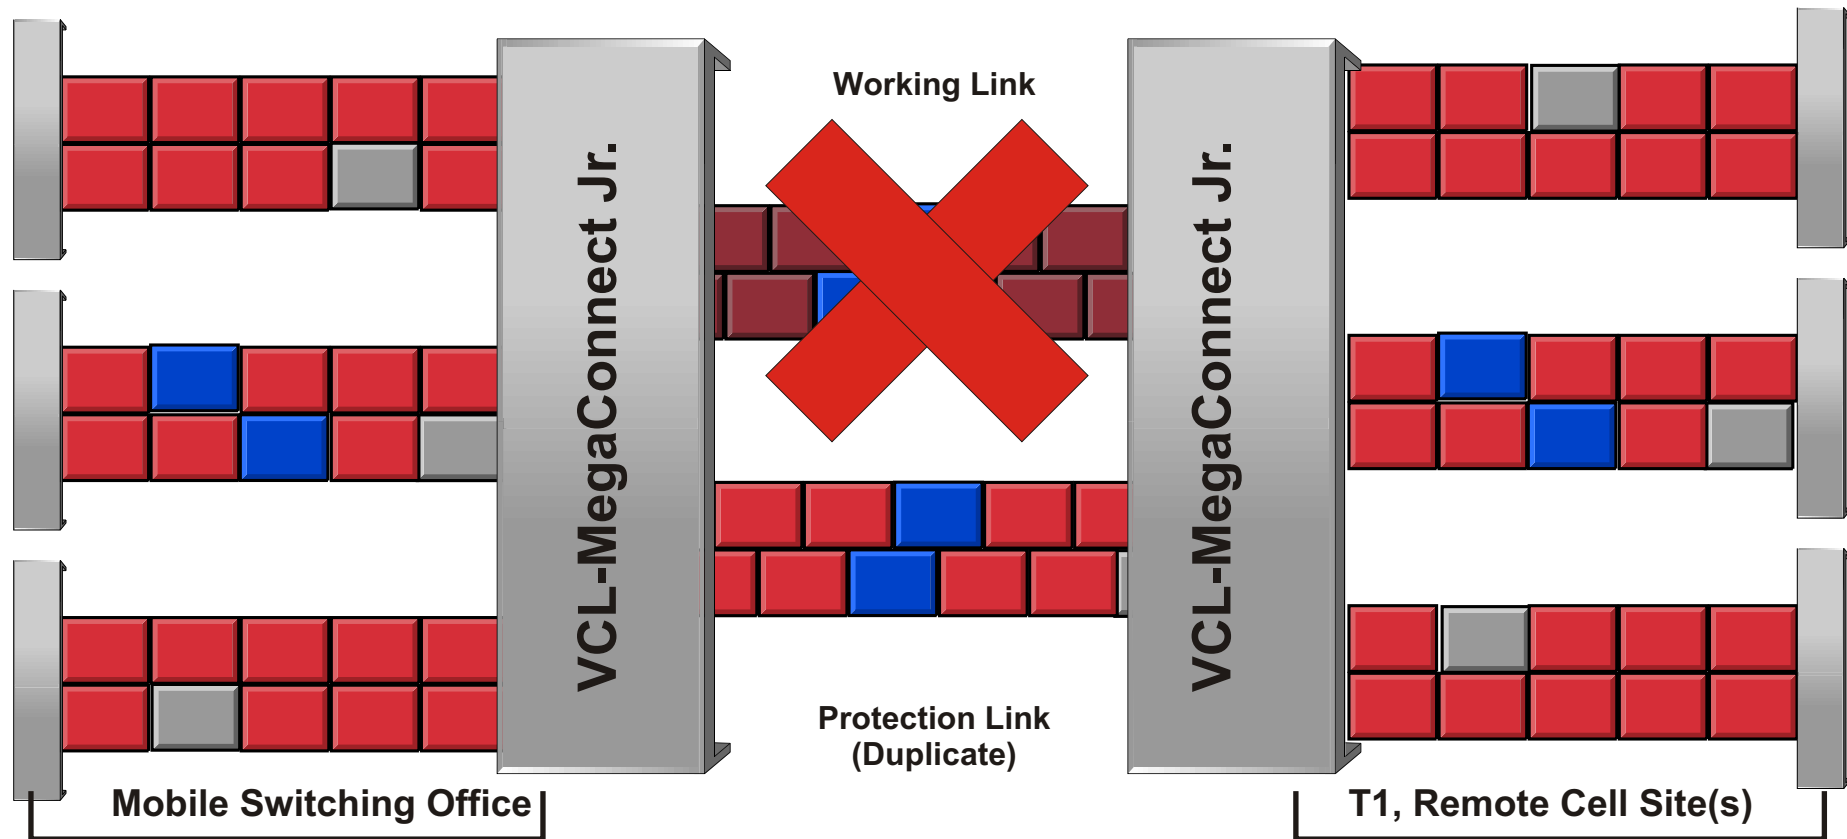 Working Link
VCL-MegaConnect Jr.
VCL-MegaConnect Jr.
Protection Link
(Duplicate)
Mobile Switching Office
T1, Remote Cell Site(s)